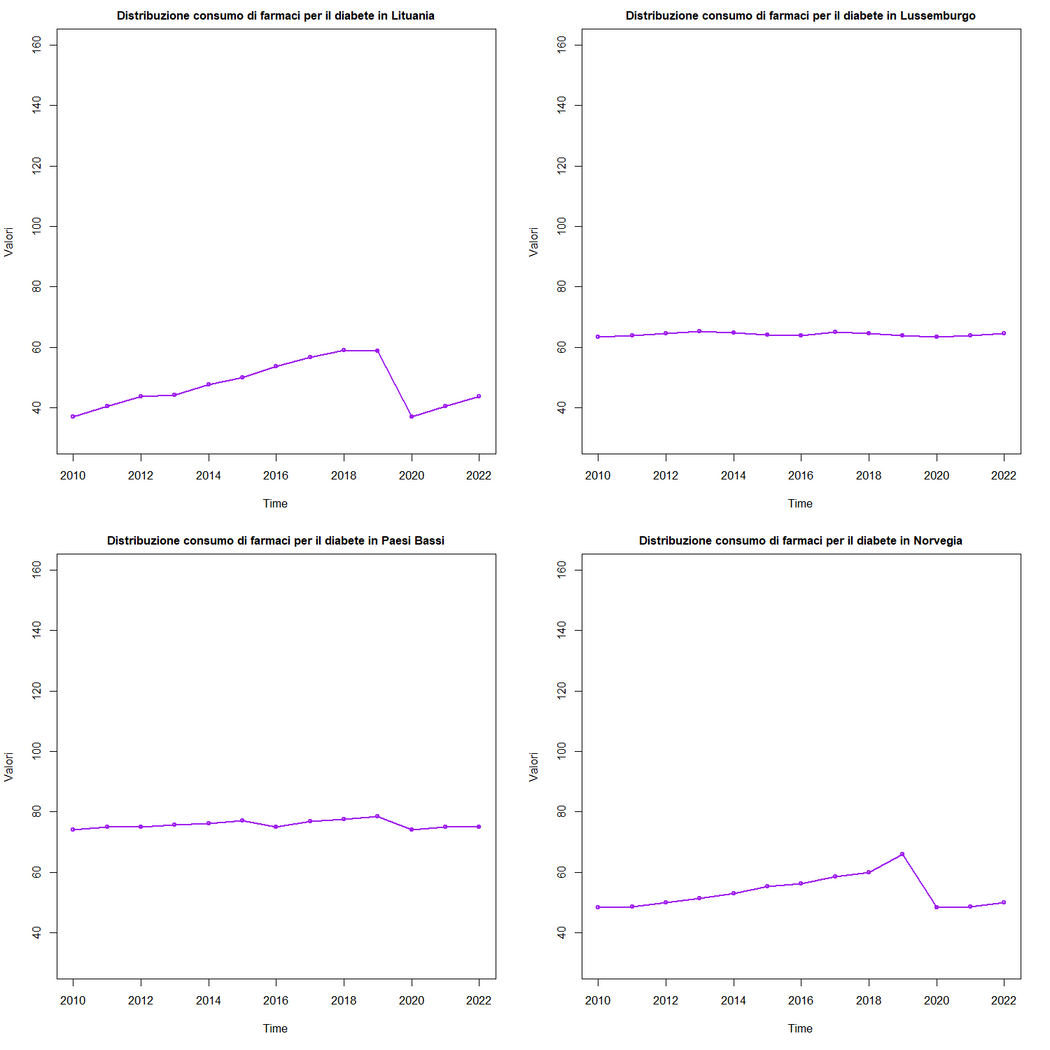 Distribuzione consumo di farmaci per il diabete in Lituania
160
140
120
100
80
60
40
Valori
2010 2012 2014 2016 2018 2020 2022
Time
Distribuzione consumo di farmaci per il diabete in Lussemburgo
160
140
120
100
80
60
40
Valori
2010 2012 2014 2016 2018 2020 2022
Time
Distribuzione consumo di farmaci per il diabete in Paesi Bassi
160
140
120
100
80
60
40
Valori
2010 2012 2014 2016 2018 2020 2022
Time
Distribuzione consumo di farmaci per il diabete in Norvegia
160
140
120
100
80
60
40
Valori
2010 2012 2014 2016 2018 2020 2022
Time